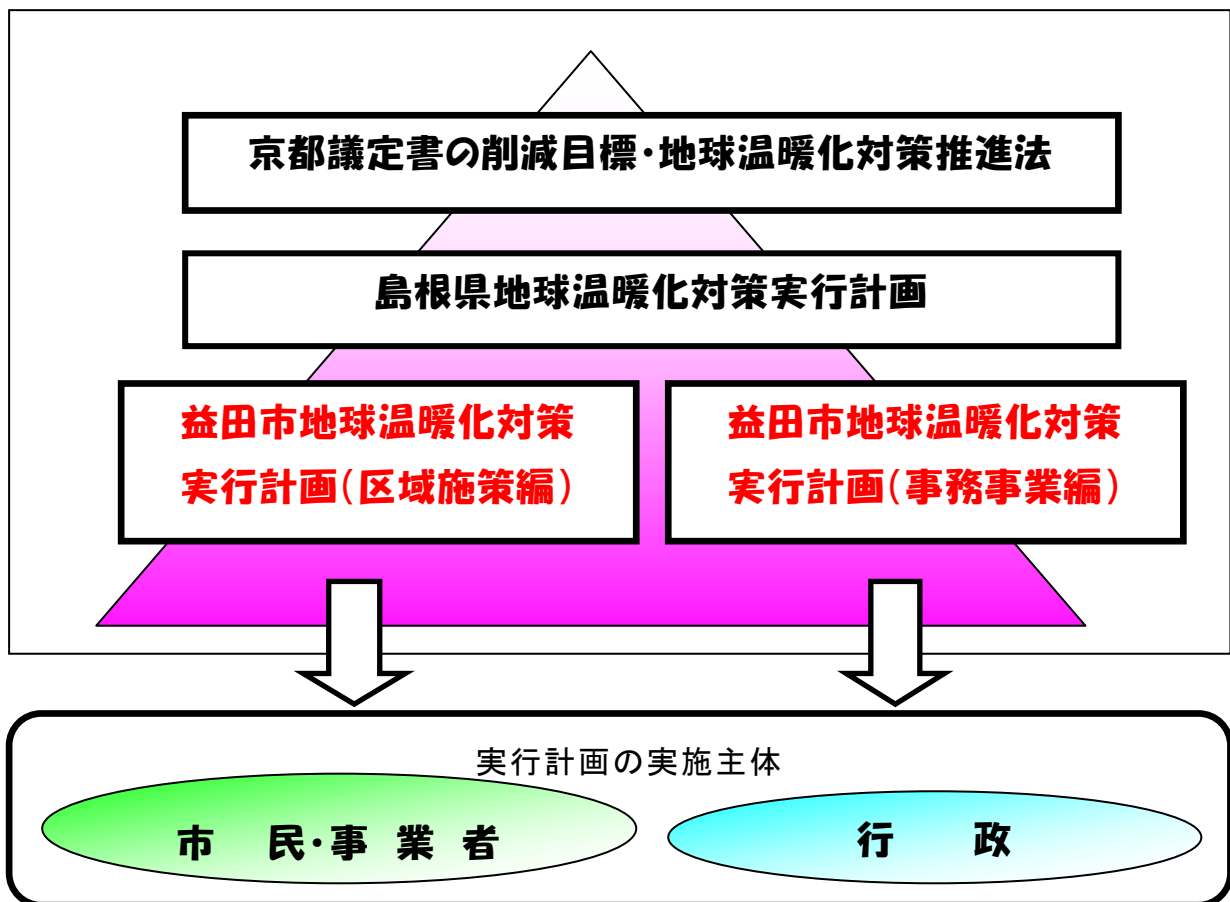 京都議定書の削減目標・地球温暖化対策推進法
島根県地球温暖化対策実行計画
益田市地球温暖化対策
実行計画(区域施策編)
益田市地球温暖化対策
実行計画(事務事業編)
実行計画の実施主体
市 民・事 業 者
行 政